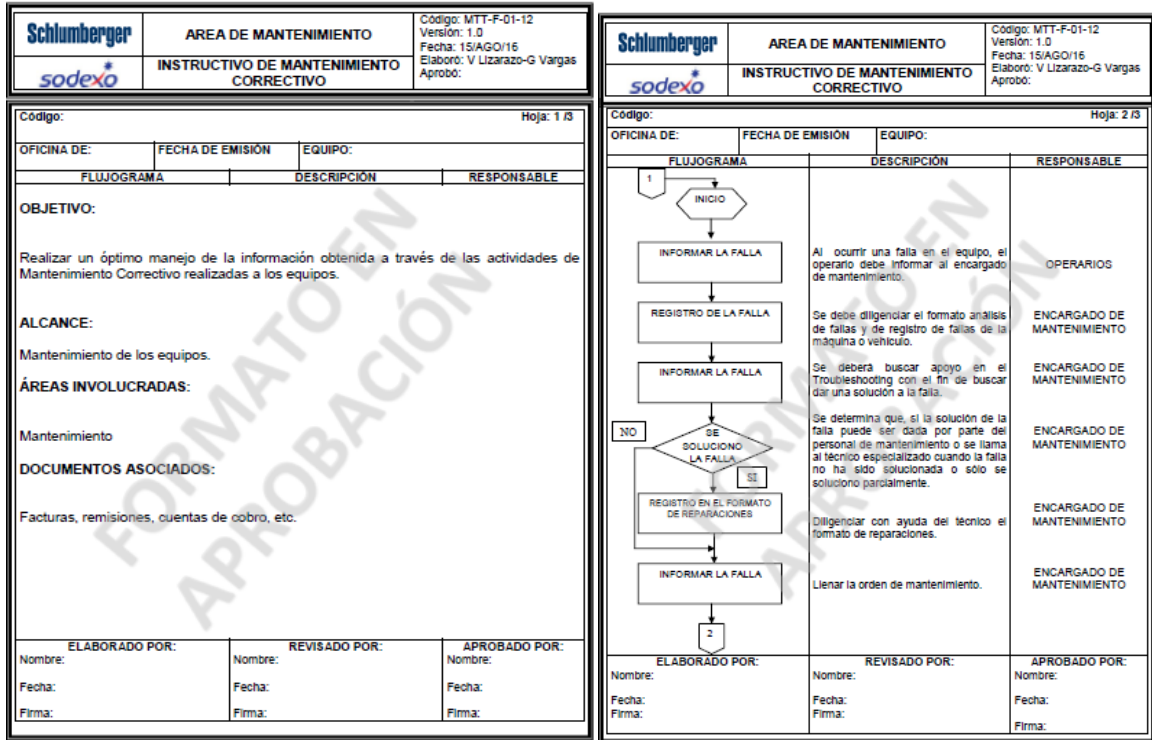 Schlumberger
sodexo
AREA DE MANTENIMIENTO
INSTRUCTIVO DE MANTENIMIENTO
CORRECTIVO
Código: MTT-F-01-12
Versión: 1.0
Fecha: 15/AGO/16
Elaboró: V Lizarazo-G Vargas
Aprobó:
Código: Hoja: 1 /3
OFICINA DE: FECHA DE EMISIÓN EQUIPO:
FLUJOGRAMA DESCRIPCIÓN RESPONSABLE
OBJETIVO:
Realizar un óptimo manejo de la información obtenida a través de las actividades de
Mantenimiento Correctivo realizadas a los equipos.
ALCANCE:
Mantenimiento de los equipos.
ÁREAS INVOLUCRADAS:
Mantenimiento
DOCUMENTOS ASOCIADOS:
Facturas, remisiones, cuentas de cobro, etc.
FORMATO EN
APROBACIÓN
ELABORADO POR: REVISADO POR: APROBADO POR:
Nombre: Nombre: Nombre:
Fecha: Fecha: Fecha:
Firma: Firma: Firma:
Schlumberger
sodexo
AREA DE MANTENIMIENTO
INSTRUCTIVO DE MANTENIMIENTO
CORRECTIVO
Código: MTT-F-01-12
Versión: 1.0
Fecha: 15/AGO/16
Elaboró: V Lizarazo-G Vargas
Aprobó:
Código: Hoja: 2 /3
OFICINA DE: FECHA DE EMISIÓN EQUIPO:
FLUJOGRAMA DESCRIPCIÓN RESPONSABLE
1
INICIO
INFORMAR LA FALLA
Al ocurrir una falla en el equipo, el
operario debe informar al encargado
de mantenimiento.
OPERARIOS
REGISTRO DE LA FALLA
Se debe diligenciar el formato análisis
de fallas y de registro de fallas de la
máquina o vehículo.
ENCARGADO DE
MANTENIMIENTO
INFORMAR LA FALLA
Se deberá buscar apoyo en el
Troubleshooting con el fin de buscar
dar una solución a la falla.
ENCARGADO DE
MANTENIMIENTO
NO
SE
SOLUCIONO
LA FALLA
SI
Se determina que, si la solución de la
falla puede ser dada por parte del
personal de mantenimiento o se llama
al técnico especializado cuando la falla
no ha sido solucionada o sólo se
soluciono parcialmente.
ENCARGADO DE
MANTENIMIENTO
REGISTRO EN EL FORMATO
DE REPARACIONES
Diligenciar con ayuda del técnico el
formato de reparaciones.
ENCARGADO DE
MANTENIMIENTO
INFORMAR LA FALLA
Llenar la orden de mantenimiento.
ENCARGADO DE
MANTENIMIENTO
2
FORMATO EN
APROBACIÓN
ELABORADO POR: REVISADO POR: APROBADO POR:
Nombre: Nombre: Nombre:
Fecha: Fecha: Fecha:
Firma: Firma: Firma: